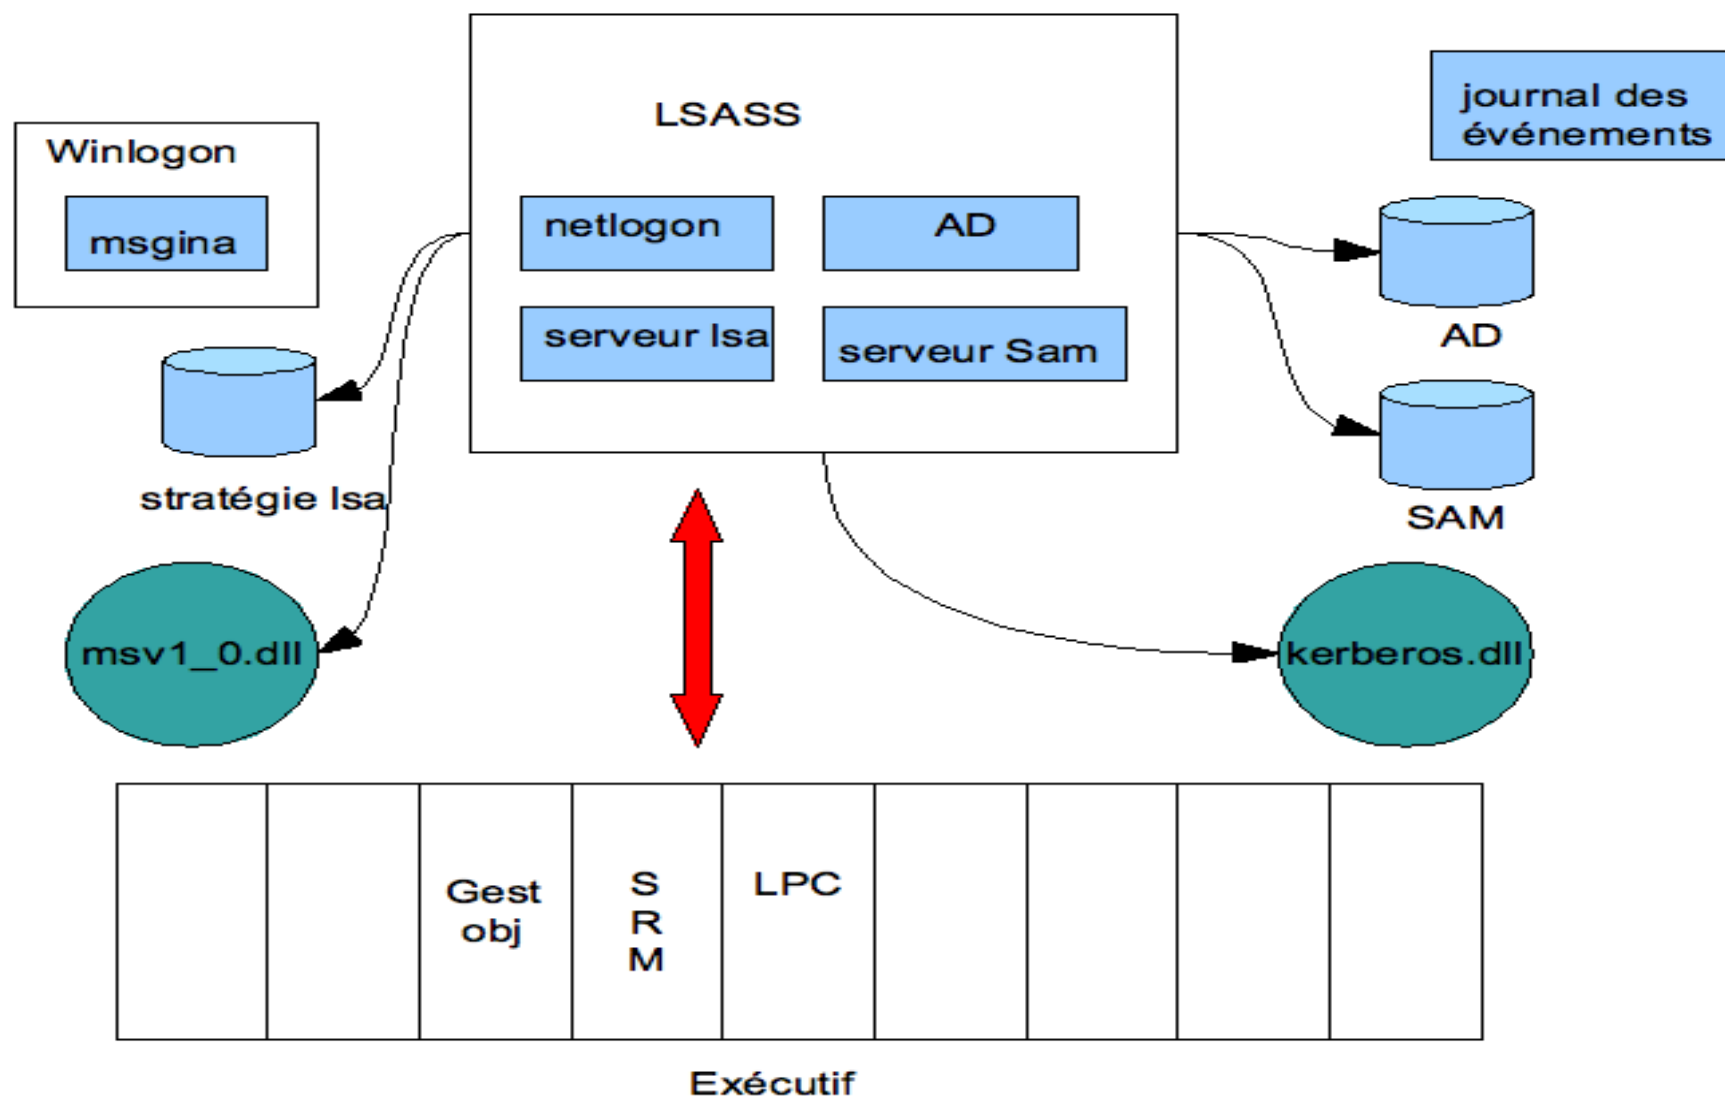 LSASS
journal des
événements
Winlogon
msgina
netlogon
AD
serveur lsa
serveur Sam
AD
stratégie lsa
SAM
msv1_0.dll
kerberos.dll
Gest
obj
S
R
M
LPC
Exécutif